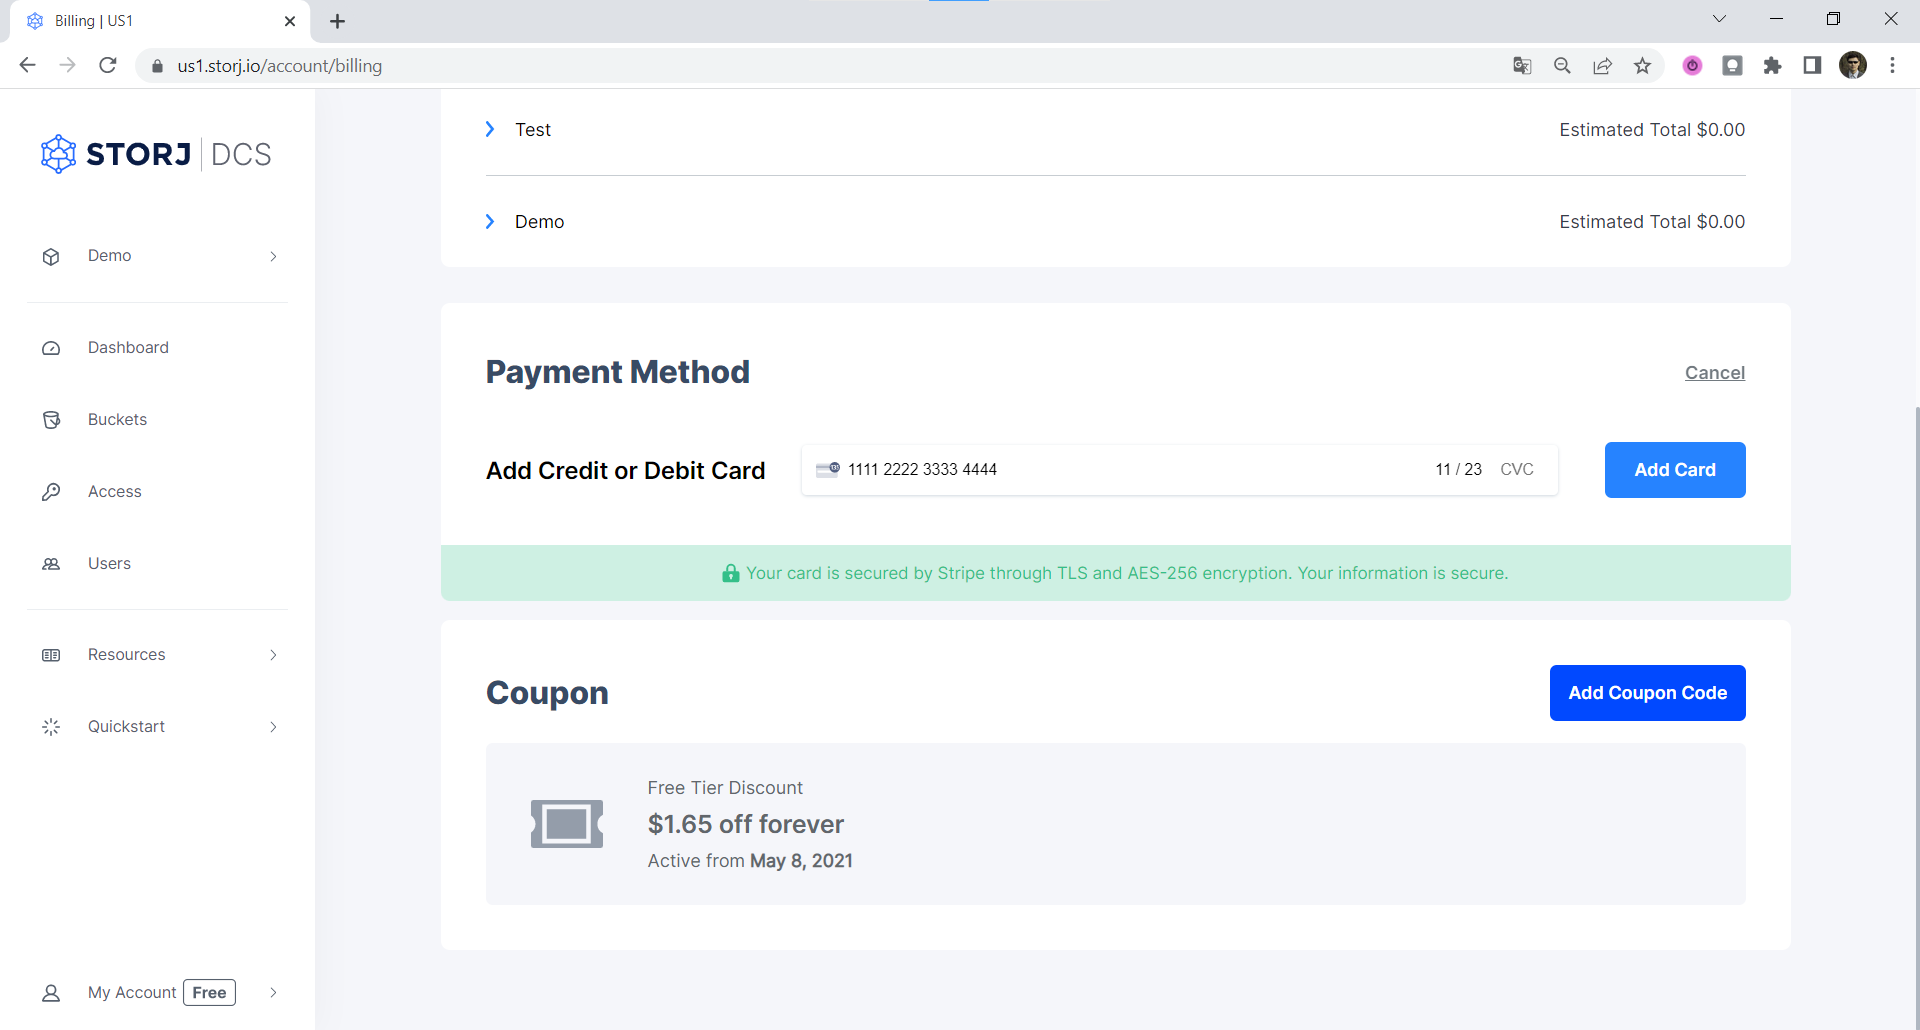 Billing | US1
us1.storj.io/account/billing
STORJ DCS
Demo
Dashboard
Buckets
Access
Users
Resources
Quickstart
My Account Free
Test Estimated Total $0.00
Demo Estimated Total $0.00
Payment Method Cancel
Add Credit or Debit Card 1111 2222 3333 4444 11 / 23 CVC Add Card
Your card is secured by Stripe through TLS and AES-256 encryption. Your information is secure.
Coupon Add Coupon Code
Free Tier Discount
$1.65 off forever
Active from May 8, 2021